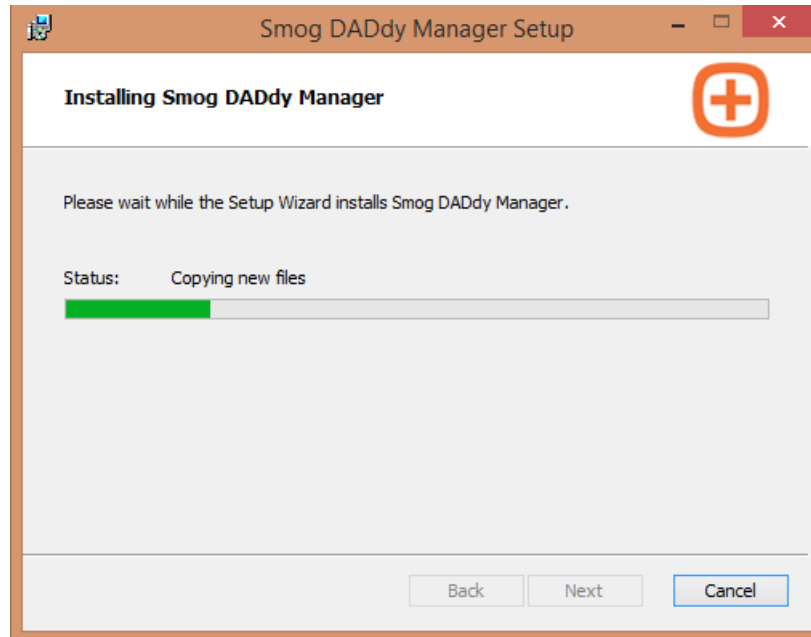 Smog DADdy Manager Setup
Installing Smog DADdy Manager
Please wait while the Setup Wizard installs Smog DADdy Manager.
Status: Copying new files
Back Next Cancel